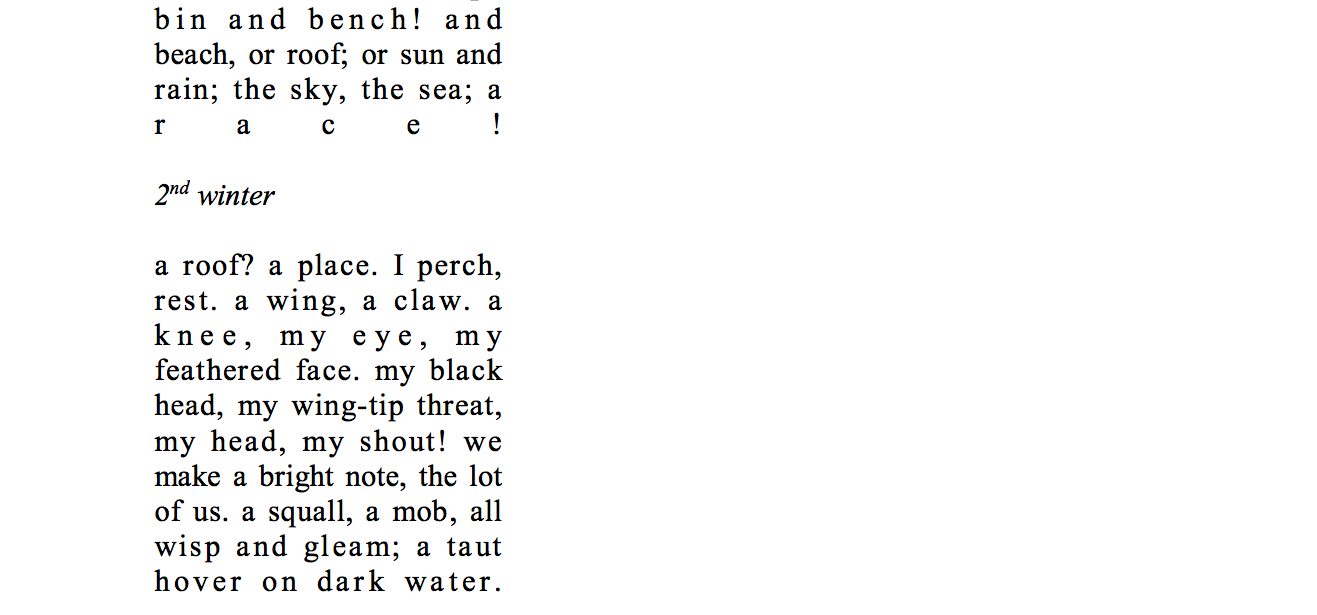 bin and bench! and
beach, or roof; or sun and
rain; the sky, the sea; a
r a c e !
2nd winter
a roof? a place. I perch,
rest. a wing, a claw. a
knee, my eye, my
feathered face. my black
head, my wing-tip threat,
my head, my shout! we
make a bright note, the lot
of us. a squall, a mob, all
wisp and gleam; a taut
hover on dark water.